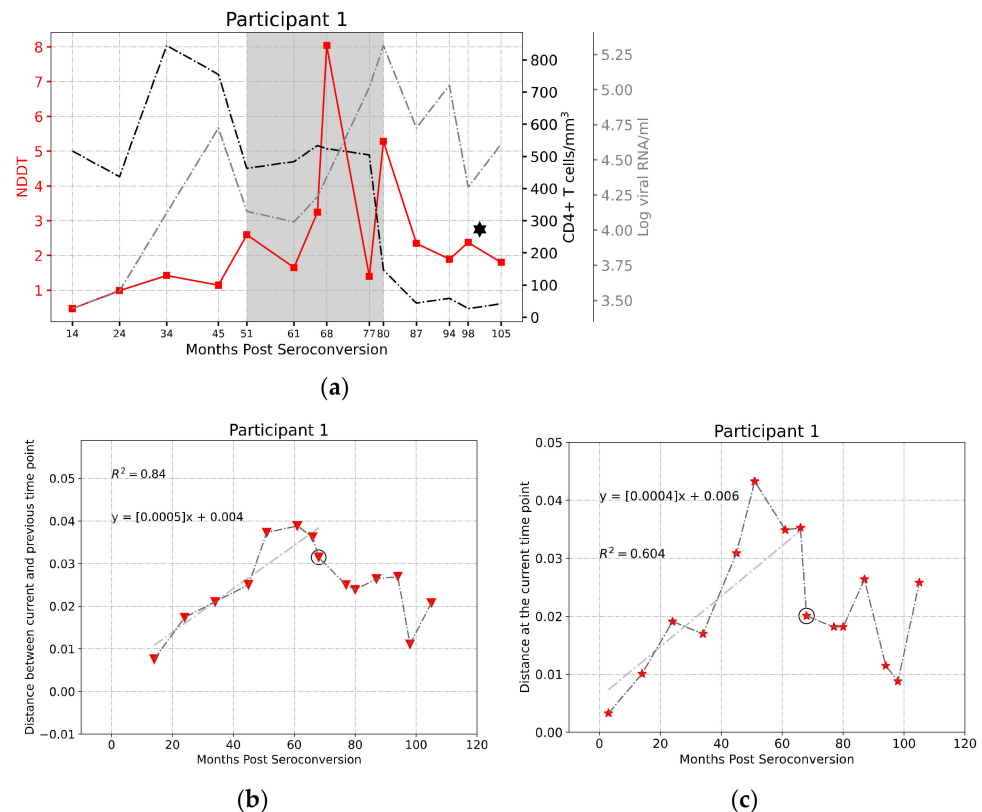 Participant 1
8
7
6
5
4
3
2
1
NDDT
800
700
600
500
400
300
200
100
0
CD4+ T cells/mm³
5.25
5.00
4.75
4.50
4.25
4.00
3.75
3.50
Log viral RNA/ml
14 24 34 45 51 61 68 77 80 87 94 98 105
Months Post Seroconversion
(a)
Participant 1
R² = 0.84
y = [0.0005]x + 0.004
0.05
0.04
0.03
0.02
0.01
0.00
−0.01
Distance between current and previous time point
0 20 40 60 80 100 120
Months Post Seroconversion
(b)
Participant 1
y = [0.0004]x + 0.006
R² = 0.604
0.05
0.04
0.03
0.02
0.01
0.00
Distance at the current time point
0 20 40 60 80 100 120
Months Post Seroconversion
(c)